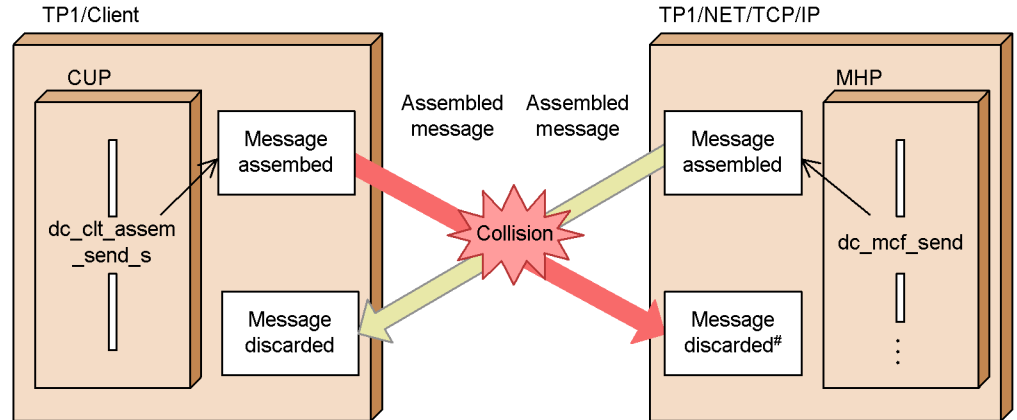 TP1/Client
TP1/NET/TCP/IP
CUP
MHP
Assembled
message
Assembled
message
Message
assembed
Message
assembled
dc_clt_assem
_send_s
Collision
dc_mcf_send
Message
discarded
Message
discarded#